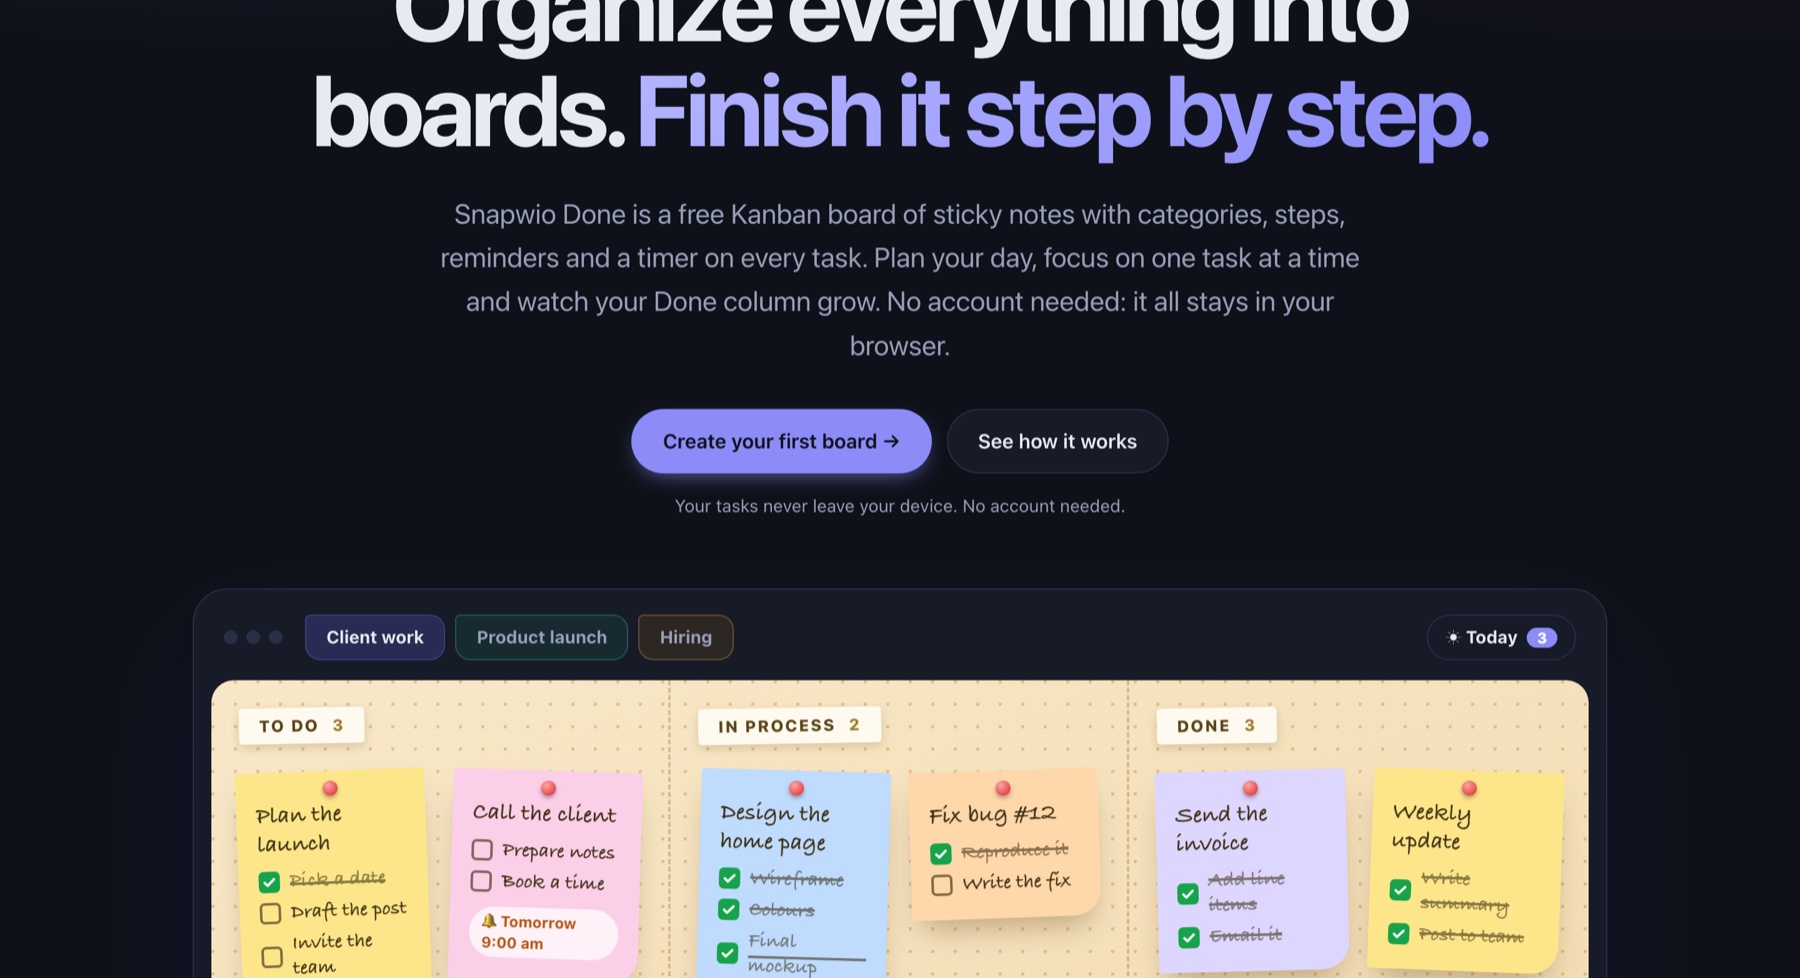 Organize everything into
boards. Finish it step by step.
Snapwio Done is a free Kanban board of sticky notes with categories, steps,
reminders and a timer on every task. Plan your day, focus on one task at a time
and watch your Done column grow. No account needed: it all stays in your
browser.
Create your first board →
See how it works
Your tasks never leave your device. No account needed.
Client work
Product launch
Hiring
Today 3
TO DO 3
Plan the
launch
Pick a date
Draft the post
Invite the
team
Call the client
Prepare notes
Book a time
Tomorrow
9:00 am
IN PROCESS 2
Design the
home page
Wireframe
Colours
Final
mockup
Fix bug #12
Reproduce it
Write the fix
DONE 3
Send the
invoice
Add line
items
Email it
Weekly
update
Write
summary
Post to team